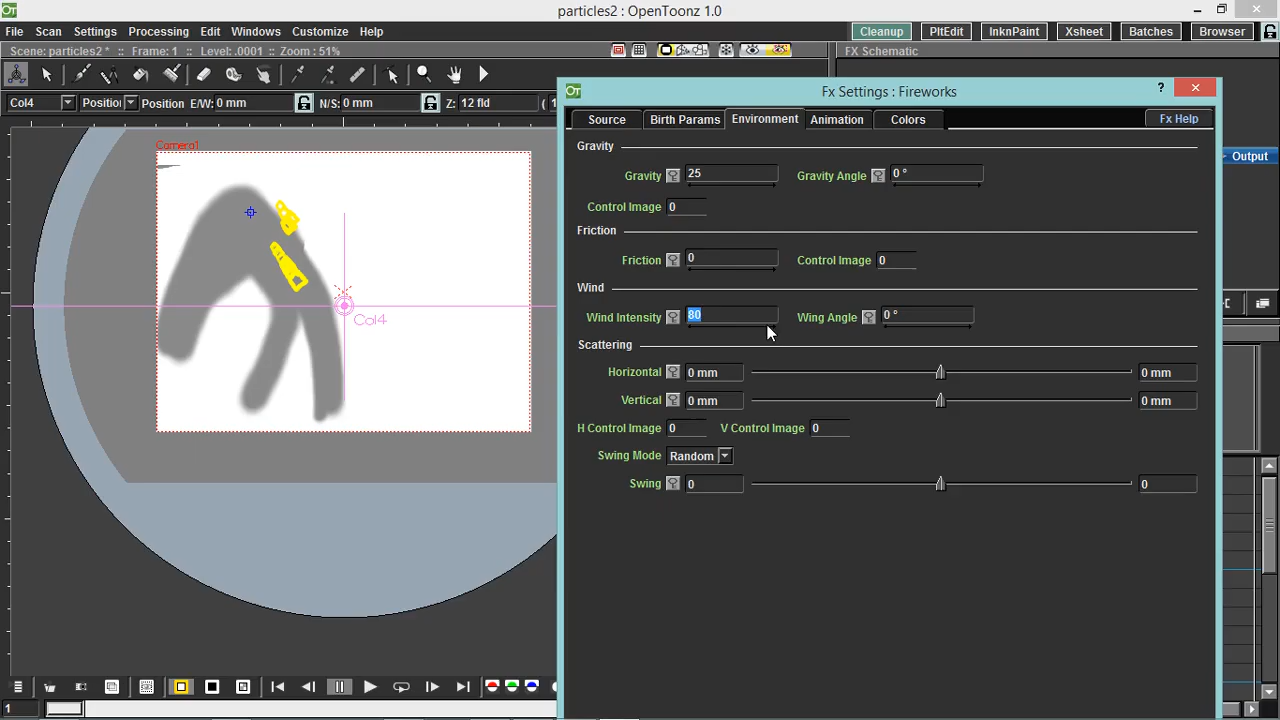 particles2 : OpenToonz 1.0
File Scan Settings Processing Edit Windows Customize Help
Cleanup PltEdit InknPaint Xsheet Batches Browser
Scene: particles2 * :: Frame: 1 :: Level: .0001 :: Zoom : 51%
FX Schematic
Col4 Position Position E/W: 0 mm N/S: 0 mm Z: 12 fld ( 1
Fx Settings : Fireworks
Source Birth Params Environment Animation Colors Fx Help
Camera1
Col4
Gravity
Gravity 25 Gravity Angle 0 °
Control Image 0
Friction
Friction 0 Control Image 0
Wind
Wind Intensity 80 Wing Angle 0 °
Scattering
Horizontal 0 mm 0 mm
Vertical 0 mm 0 mm
H Control Image 0 V Control Image 0
Swing Mode Random
Swing 0 0
Output
1